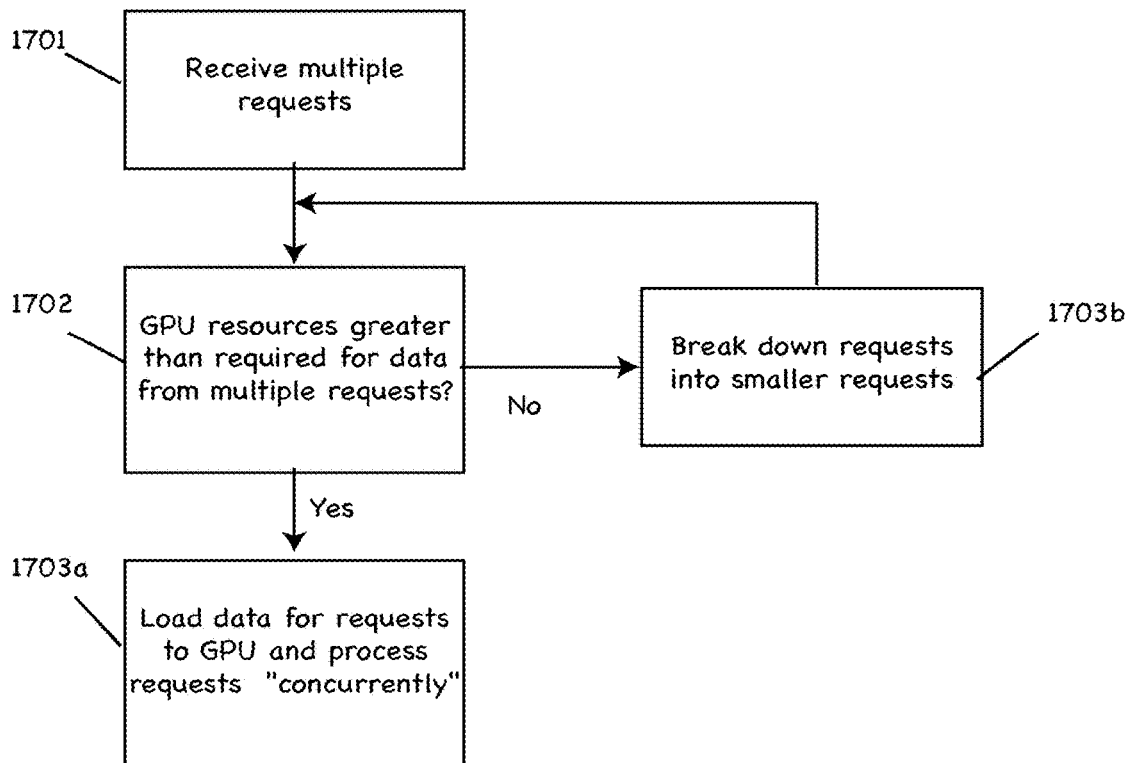 1701
Receive multiple
requests
1702
GPU resources greater
than required for data
from multiple requests?
No
Break down requests
into smaller requests
1703b
Yes
1703a
Load data for requests
to GPU and process
requests "concurrently"